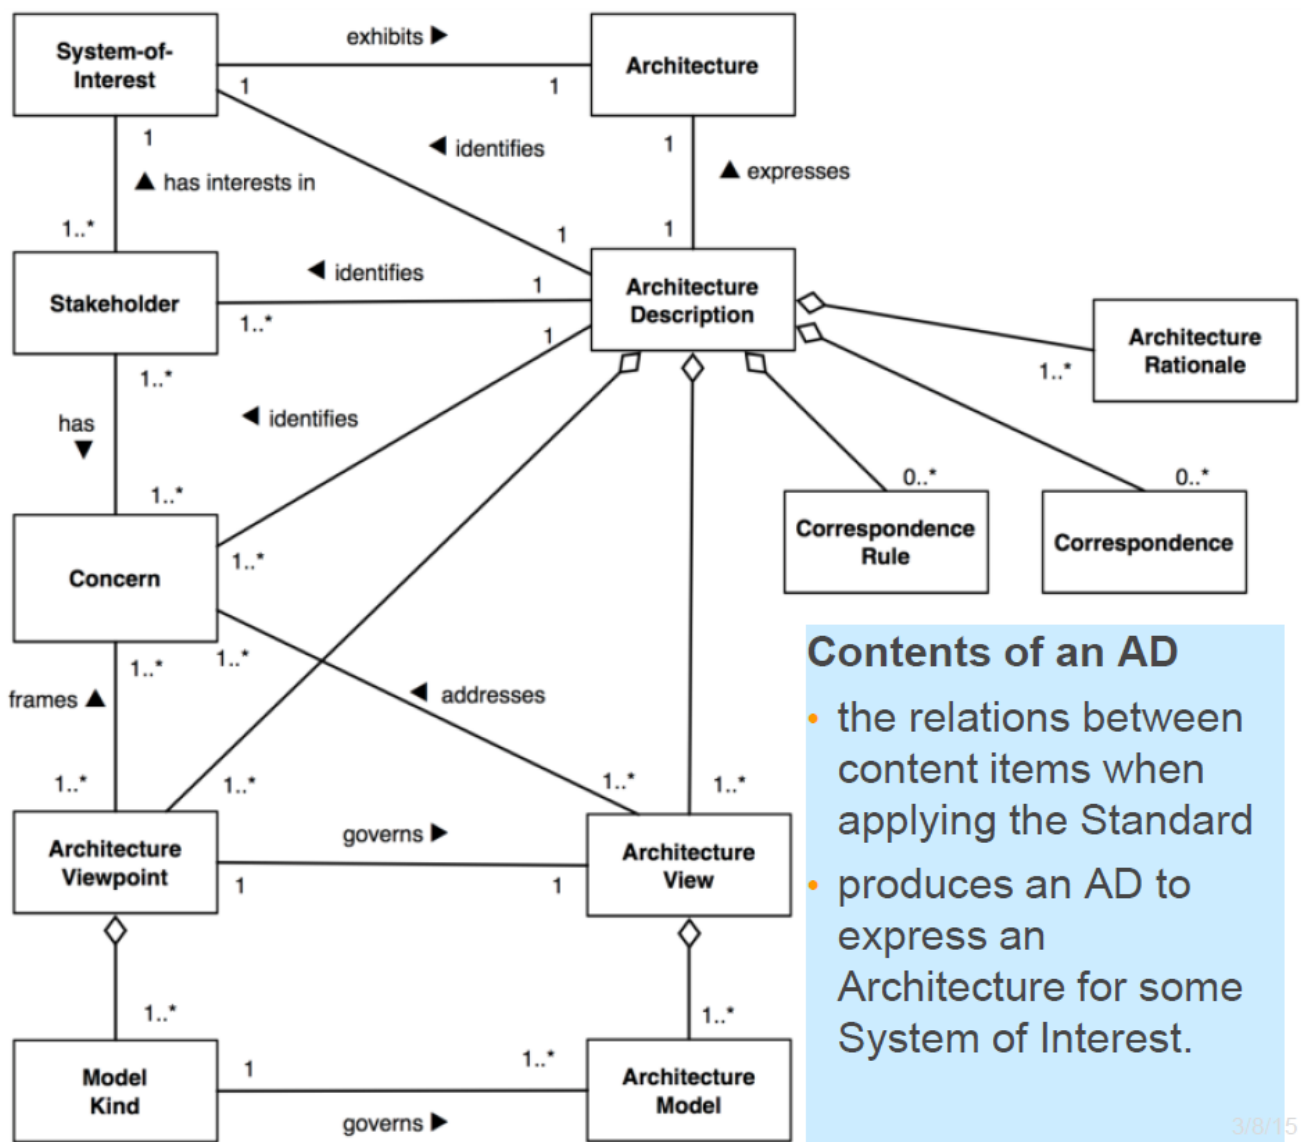 System-of-
Interest
exhibits ▶
Architecture
1
1
1
◀ identifies
1
▲ has interests in
▲ expresses
1..*
1
1
Stakeholder
◀ identifies
1
1..*
Architecture
Description
1
Architecture
Rationale
1..*
1..*
has
▼
◀ identifies
1..*
0..*
0..*
Correspondence
Rule
Correspondence
Concern
1..*
1..*
1..*
frames ▲
◀ addresses
1..*
1..*
1..*
1..*
Architecture
Viewpoint
governs ▶
1
1
Architecture
View
1..*
1..*
Model
Kind
1
1..*
governs ▶
Architecture
Model
Contents of an AD
• the relations between
content items when
applying the Standard
• produces an AD to
express an
Architecture for some
System of Interest.
3/8/15